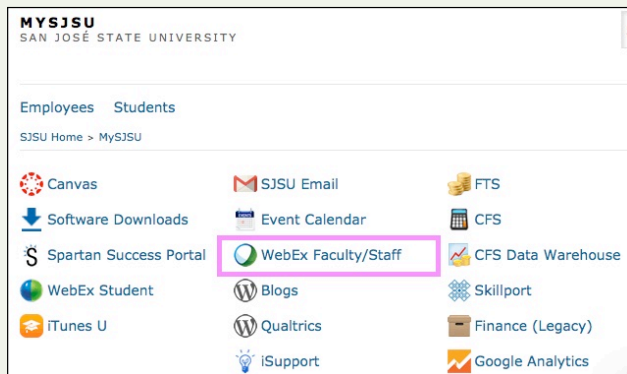 MYSJSU
SAN JOSÉ STATE UNIVERSITY
Employees Students
SJSU Home > MySJSU
Canvas SJSU Email FTS
Software Downloads Event Calendar CFS
Spartan Success Portal WebEx Faculty/Staff CFS Data Warehouse
WebEx Student Blogs Skillport
iTunes U Qualtrics Finance (Legacy)
iSupport Google Analytics